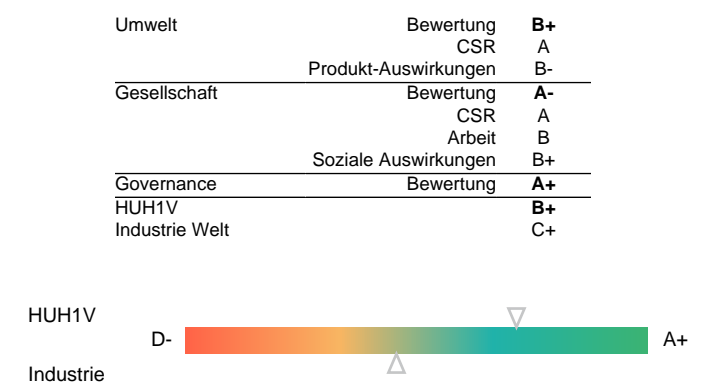 Umwelt Bewertung B+
CSR A
Produkt-Auswirkungen B-
Gesellschaft Bewertung A-
CSR A
Arbeit B
Soziale Auswirkungen B+
Governance Bewertung A+
HUH1V B+
Industrie Welt C+
HUH1V
D- A+
Industrie